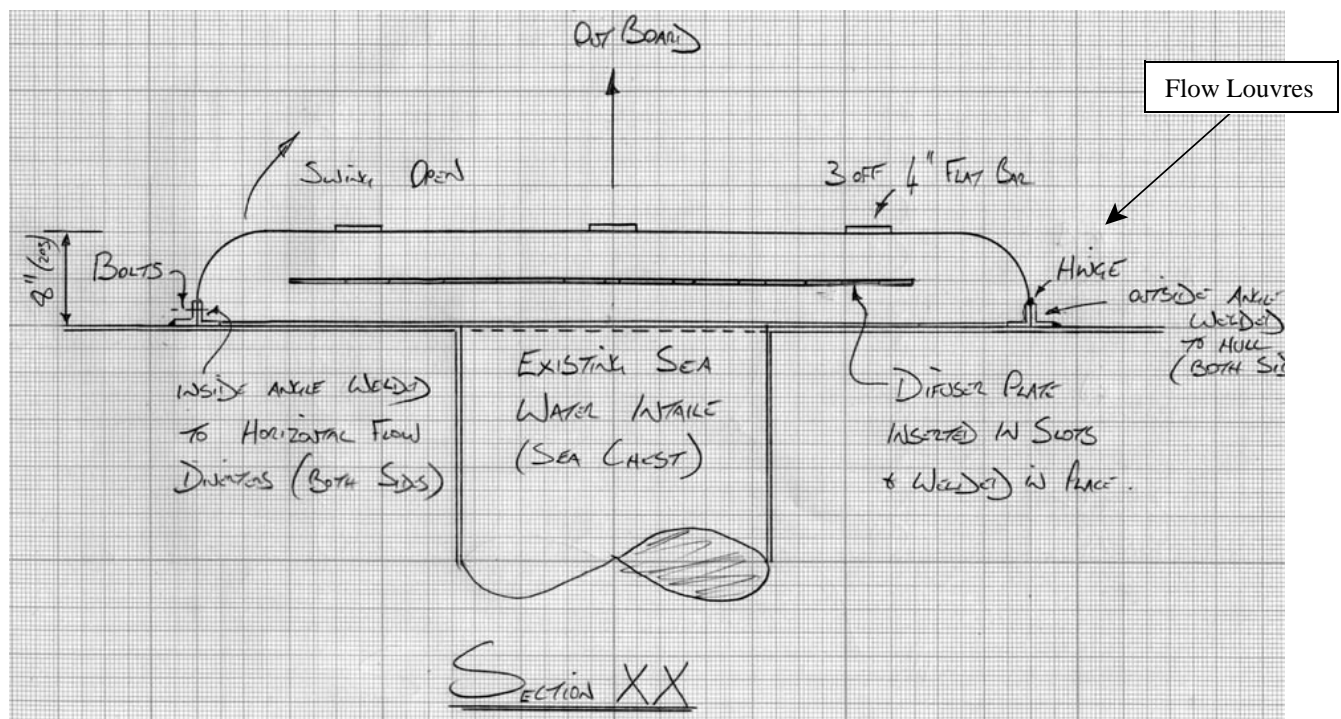 OUT BOARD
Flow Louvres
SWING OPEN
3 OFF 4" FLAT BAR
8" (203)
BOLTS
HINGE
OUTSIDE ANGLE
WELDED
TO HULL
(BOTH SID
EXISTING SEA
WATER INTAKE
(SEA CHEST)
INSIDE ANGLE WELDED
TO HORIZONTAL FLOW
DIVERTERS (BOTH SIDES)
DIFUSER PLATE
INSERTED IN SLOTS
& WELDED IN PLACE.
SECTION XX